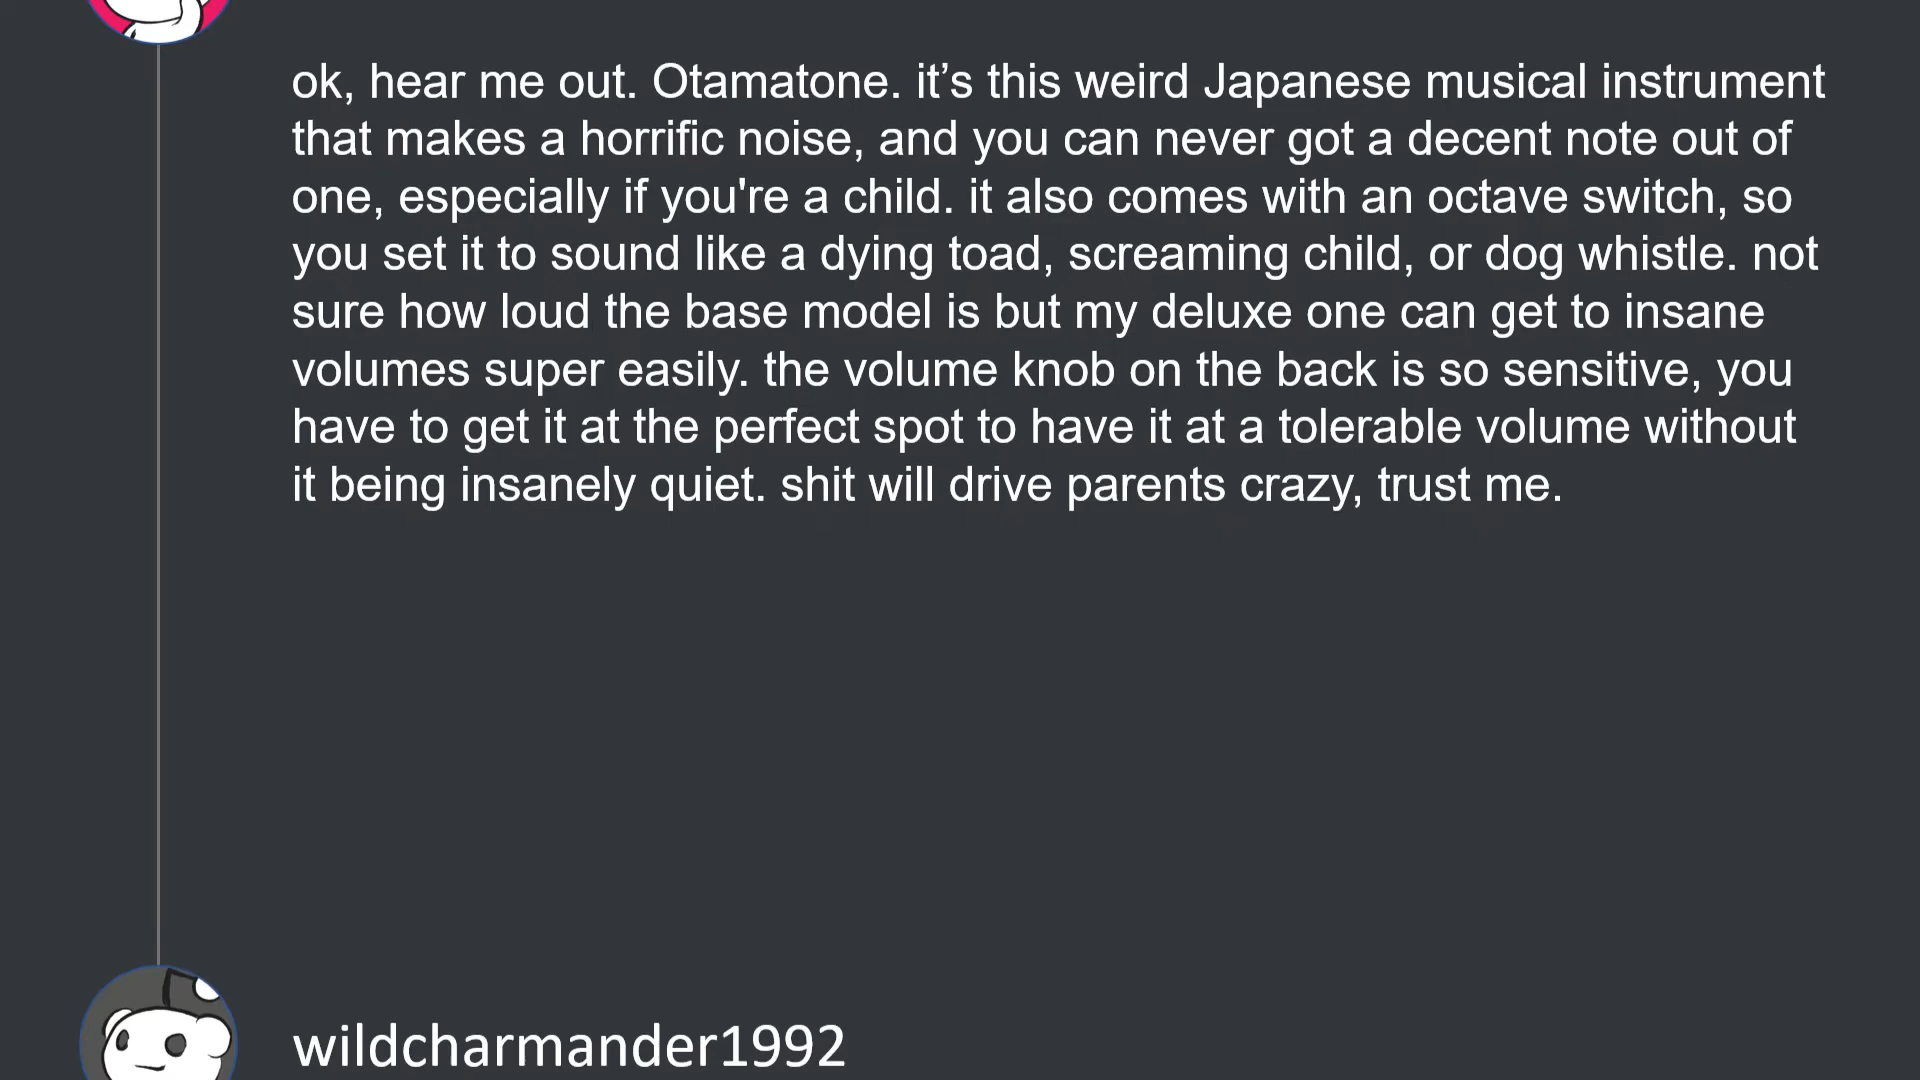 ok, hear me out. Otamatone. it’s this weird Japanese musical instrument
that makes a horrific noise, and you can never got a decent note out of
one, especially if you're a child. it also comes with an octave switch, so
you set it to sound like a dying toad, screaming child, or dog whistle. not
sure how loud the base model is but my deluxe one can get to insane
volumes super easily. the volume knob on the back is so sensitive, you
have to get it at the perfect spot to have it at a tolerable volume without
it being insanely quiet. shit will drive parents crazy, trust me.
wildcharmander1992